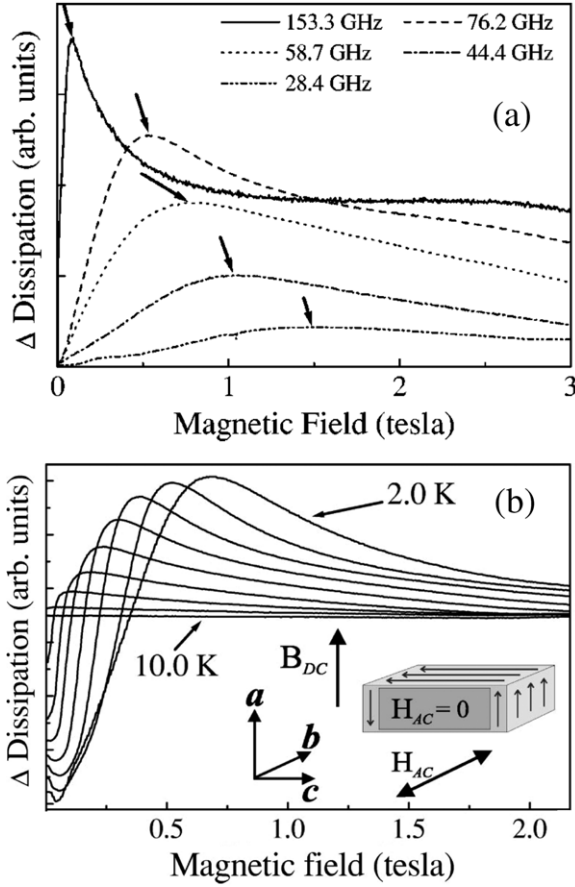 153.3 GHz 76.2 GHz
58.7 GHz 44.4 GHz
28.4 GHz
(a)
Δ Dissipation (arb. units)
0 1 2 3
Magnetic Field (tesla)
(b)
2.0 K
10.0 K
B_DC
a
b
c
H_AC = 0
H_AC
Δ Dissipation (arb. units)
0.5 1.0 1.5 2.0
Magnetic field (tesla)